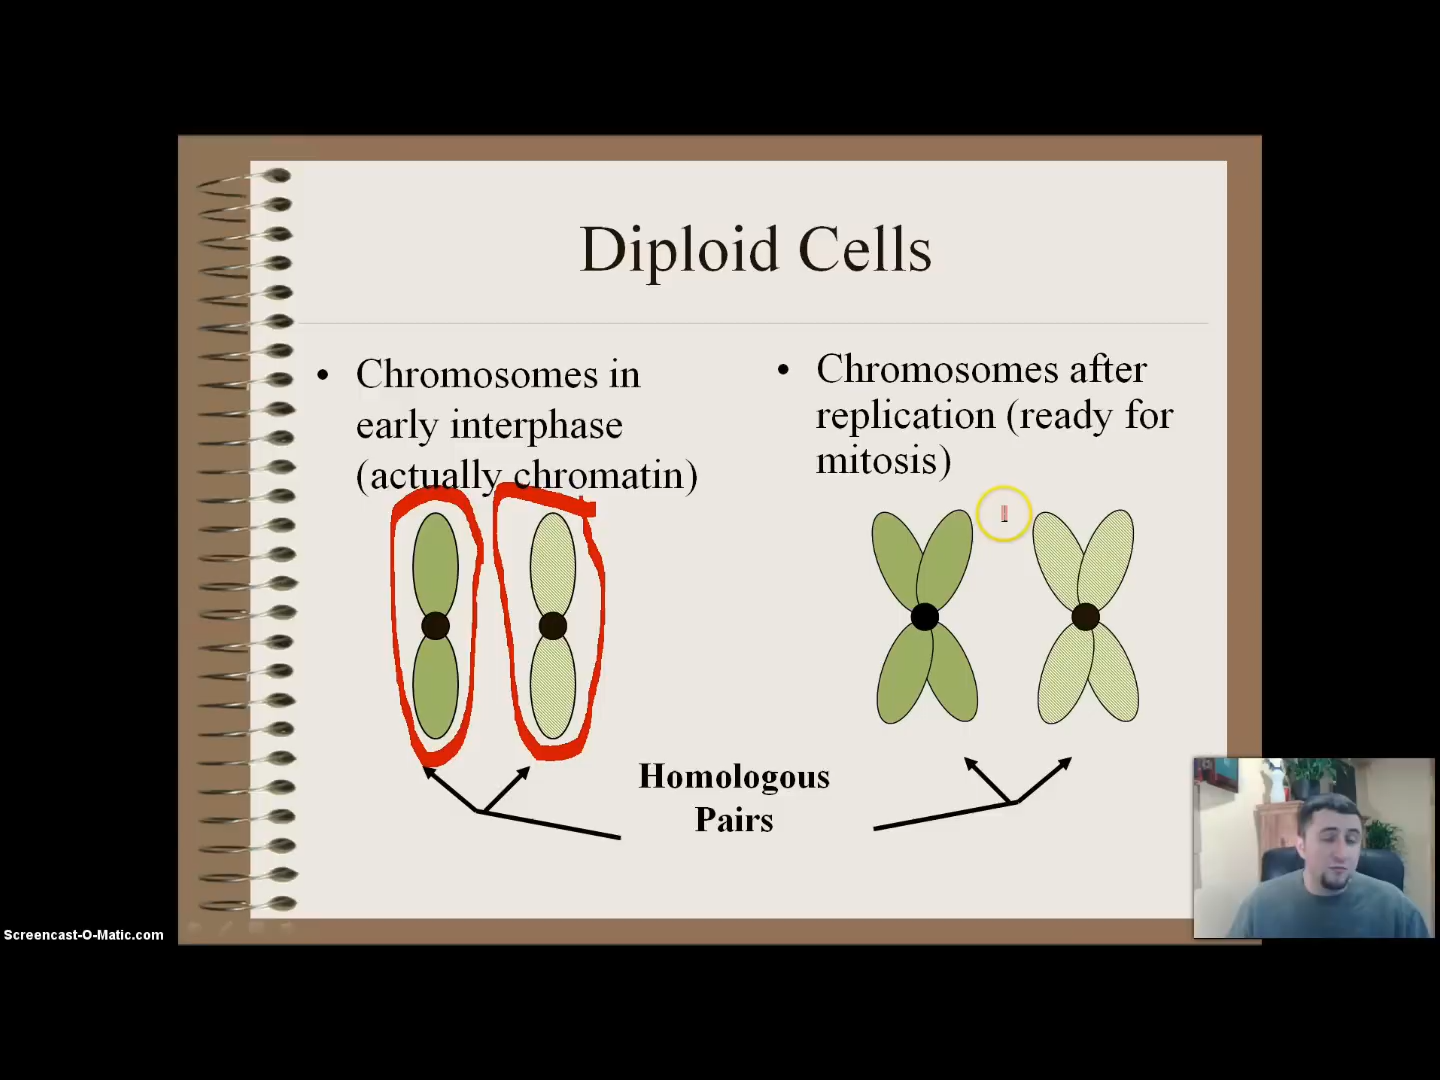 Diploid Cells
• Chromosomes in
early interphase
(actually chromatin)
• Chromosomes after
replication (ready for
mitosis)
Homologous
Pairs
Screencast-O-Matic.com